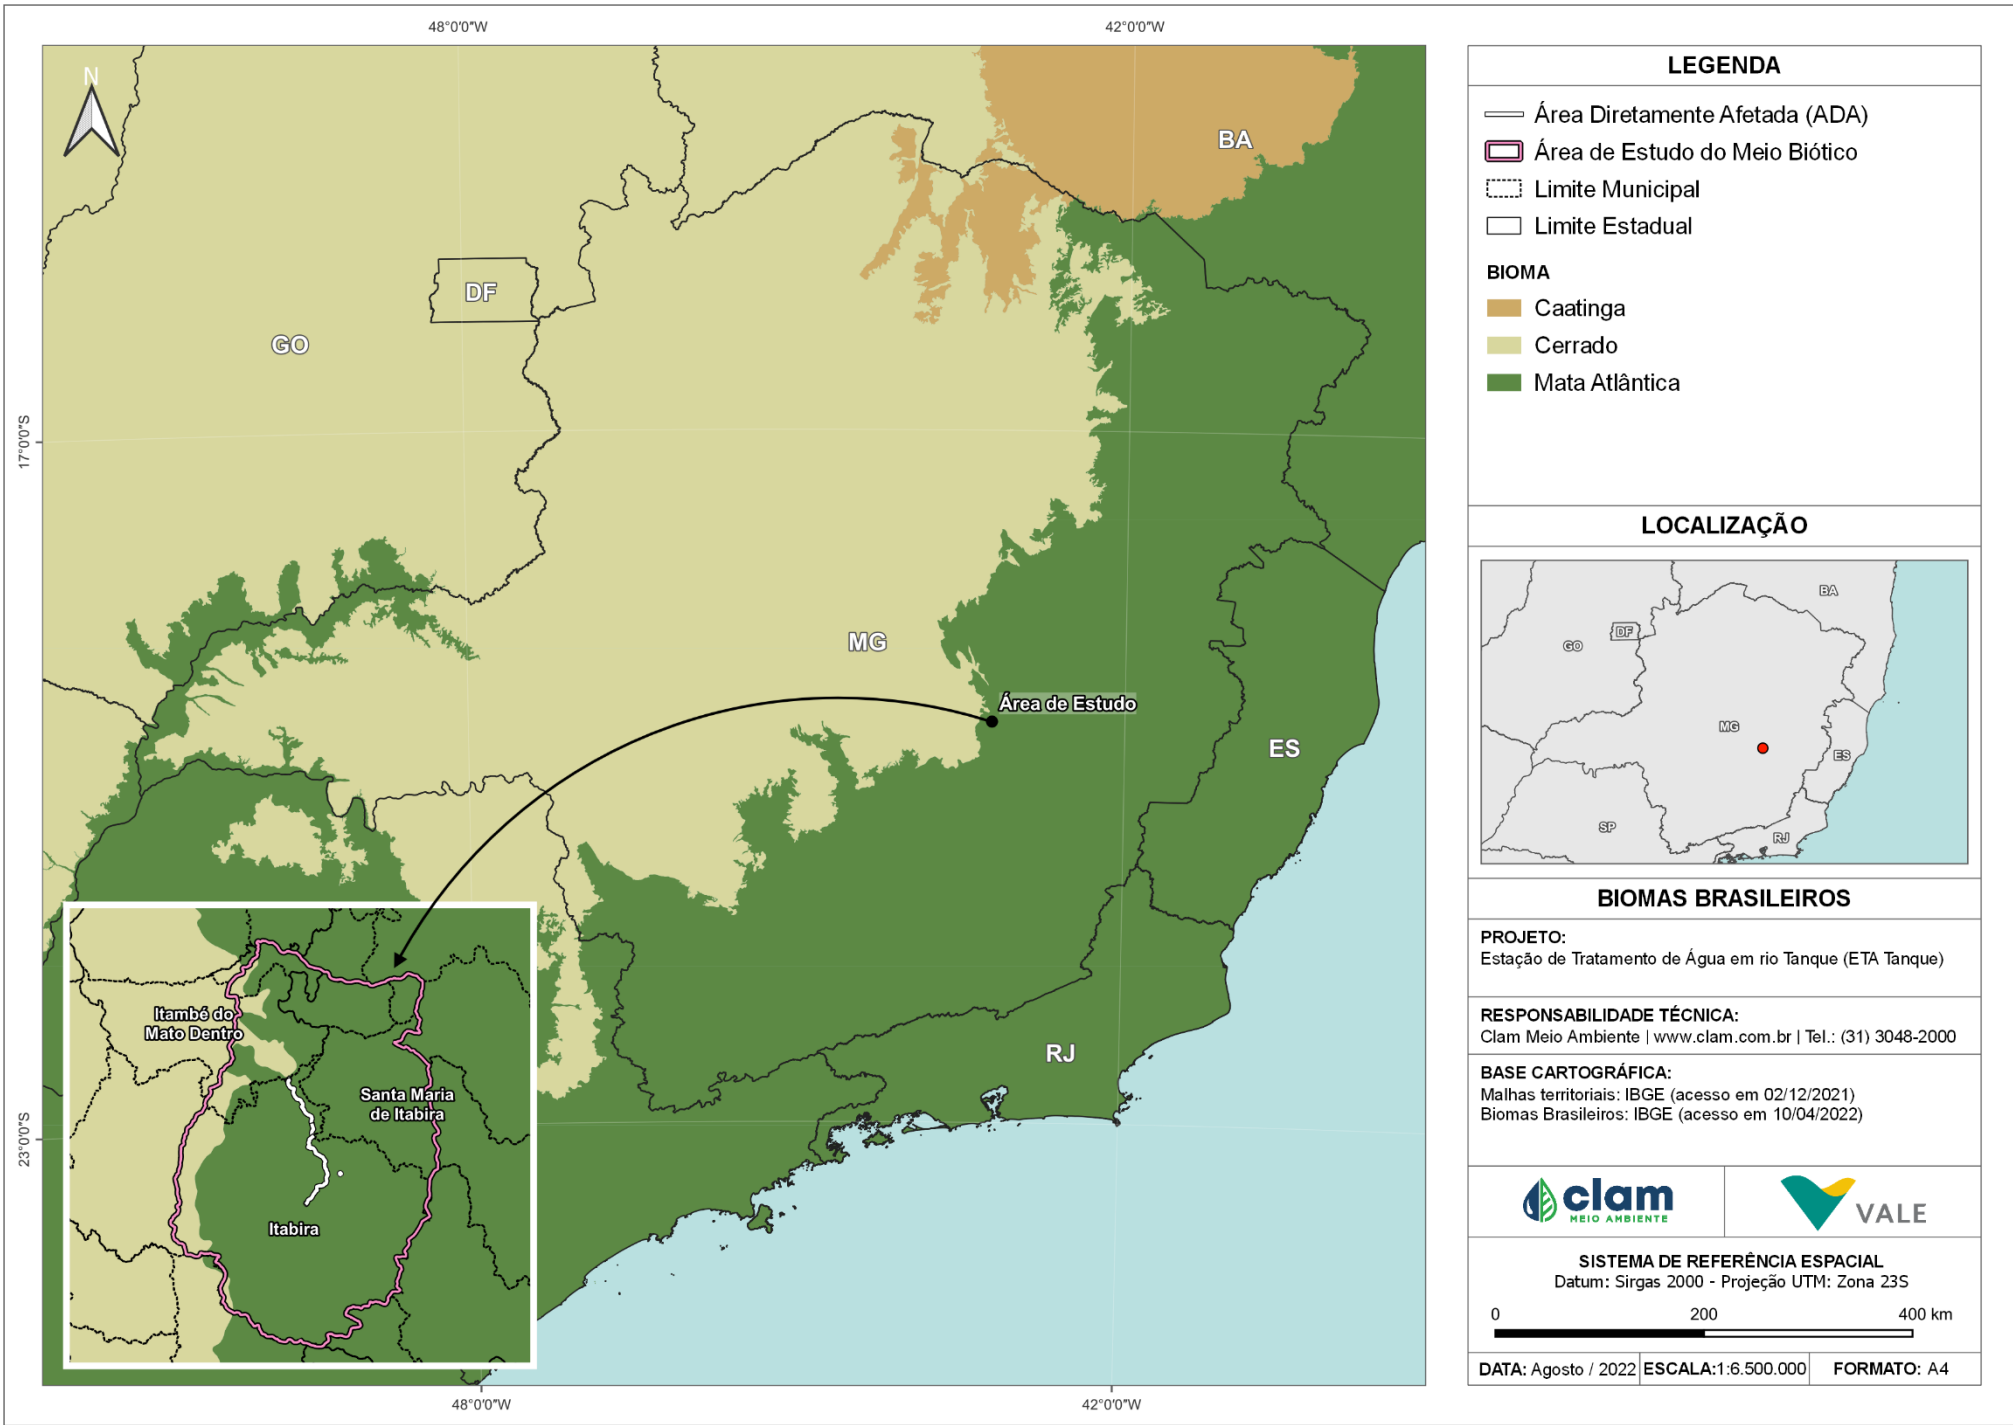 48°0'0"W
42°0'0"W
N
BA
DF
GO
17°0'0"S
MG
Área de Estudo
ES
Itambé do
Mato Dentro
Santa Maria
de Itabira
Itabira
RJ
23°0'0"S
48°0'0"W
42°0'0"W
LEGENDA
Área Diretamente Afetada (ADA)
Área de Estudo do Meio Biótico
Limite Municipal
Limite Estadual
BIOMA
Caatinga
Cerrado
Mata Atlântica
LOCALIZAÇÃO
BA
DF
GO
MG
ES
SP
RJ
BIOMAS BRASILEIROS
PROJETO:
Estação de Tratamento de Água em rio Tanque (ETA Tanque)
RESPONSABILIDADE TÉCNICA:
Clam Meio Ambiente | www.clam.com.br | Tel.: (31) 3048-2000
BASE CARTOGRÁFICA:
Malhas territoriais: IBGE (acesso em 02/12/2021)
Biomas Brasileiros: IBGE (acesso em 10/04/2022)
clam
MEIO AMBIENTE
VALE
SISTEMA DE REFERÊNCIA ESPACIAL
Datum: Sirgas 2000 - Projeção UTM: Zona 23S
0 200 400 km
DATA: Agosto / 2022 ESCALA:1:6.500.000 FORMATO: A4